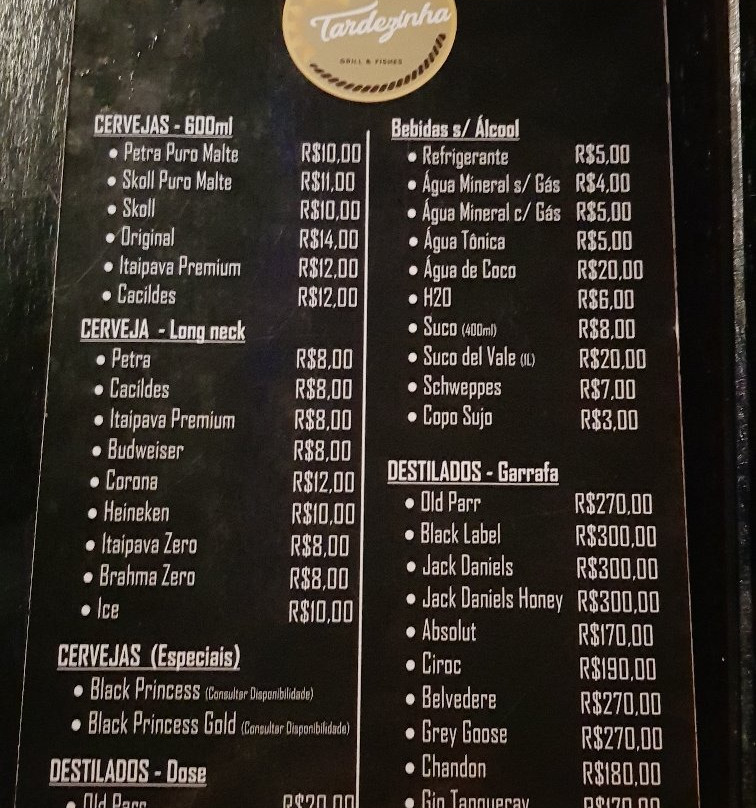 Tardezinha
GRILL & FISHES
CERVEJAS - 600ml
• Petra Puro Malte R$10,00
• Skoll Puro Malte R$11,00
• Skoll R$10,00
• Original R$14,00
• Itaipava Premium R$12,00
• Cacildes R$12,00
CERVEJA - Long neck
• Petra R$8,00
• Cacildes R$8,00
• Itaipava Premium R$8,00
• Budweiser R$8,00
• Corona R$12,00
• Heineken R$10,00
• Itaipava Zero R$8,00
• Brahma Zero R$8,00
• Ice R$10,00
CERVEJAS (Especiais)
• Black Princess (Consultar Disponibilidade)
• Black Princess Gold (Consultar Disponibilidade)
DESTILADOS - Dose
• Old Parr R$20,00
Bebidas s/ Álcool
• Refrigerante R$5,00
• Água Mineral s/ Gás R$4,00
• Água Mineral c/ Gás R$5,00
• Água Tônica R$5,00
• Água de Coco R$20,00
• H2O R$6,00
• Suco (400ml) R$8,00
• Suco del Vale (1L) R$20,00
• Schweppes R$7,00
• Copo Sujo R$3,00
DESTILADOS - Garrafa
• Old Parr R$270,00
• Black Label R$300,00
• Jack Daniels R$300,00
• Jack Daniels Honey R$300,00
• Absolut R$170,00
• Ciroc R$190,00
• Belvedere R$270,00
• Grey Goose R$270,00
• Chandon R$180,00
• Gin Tanqueray R$170,00